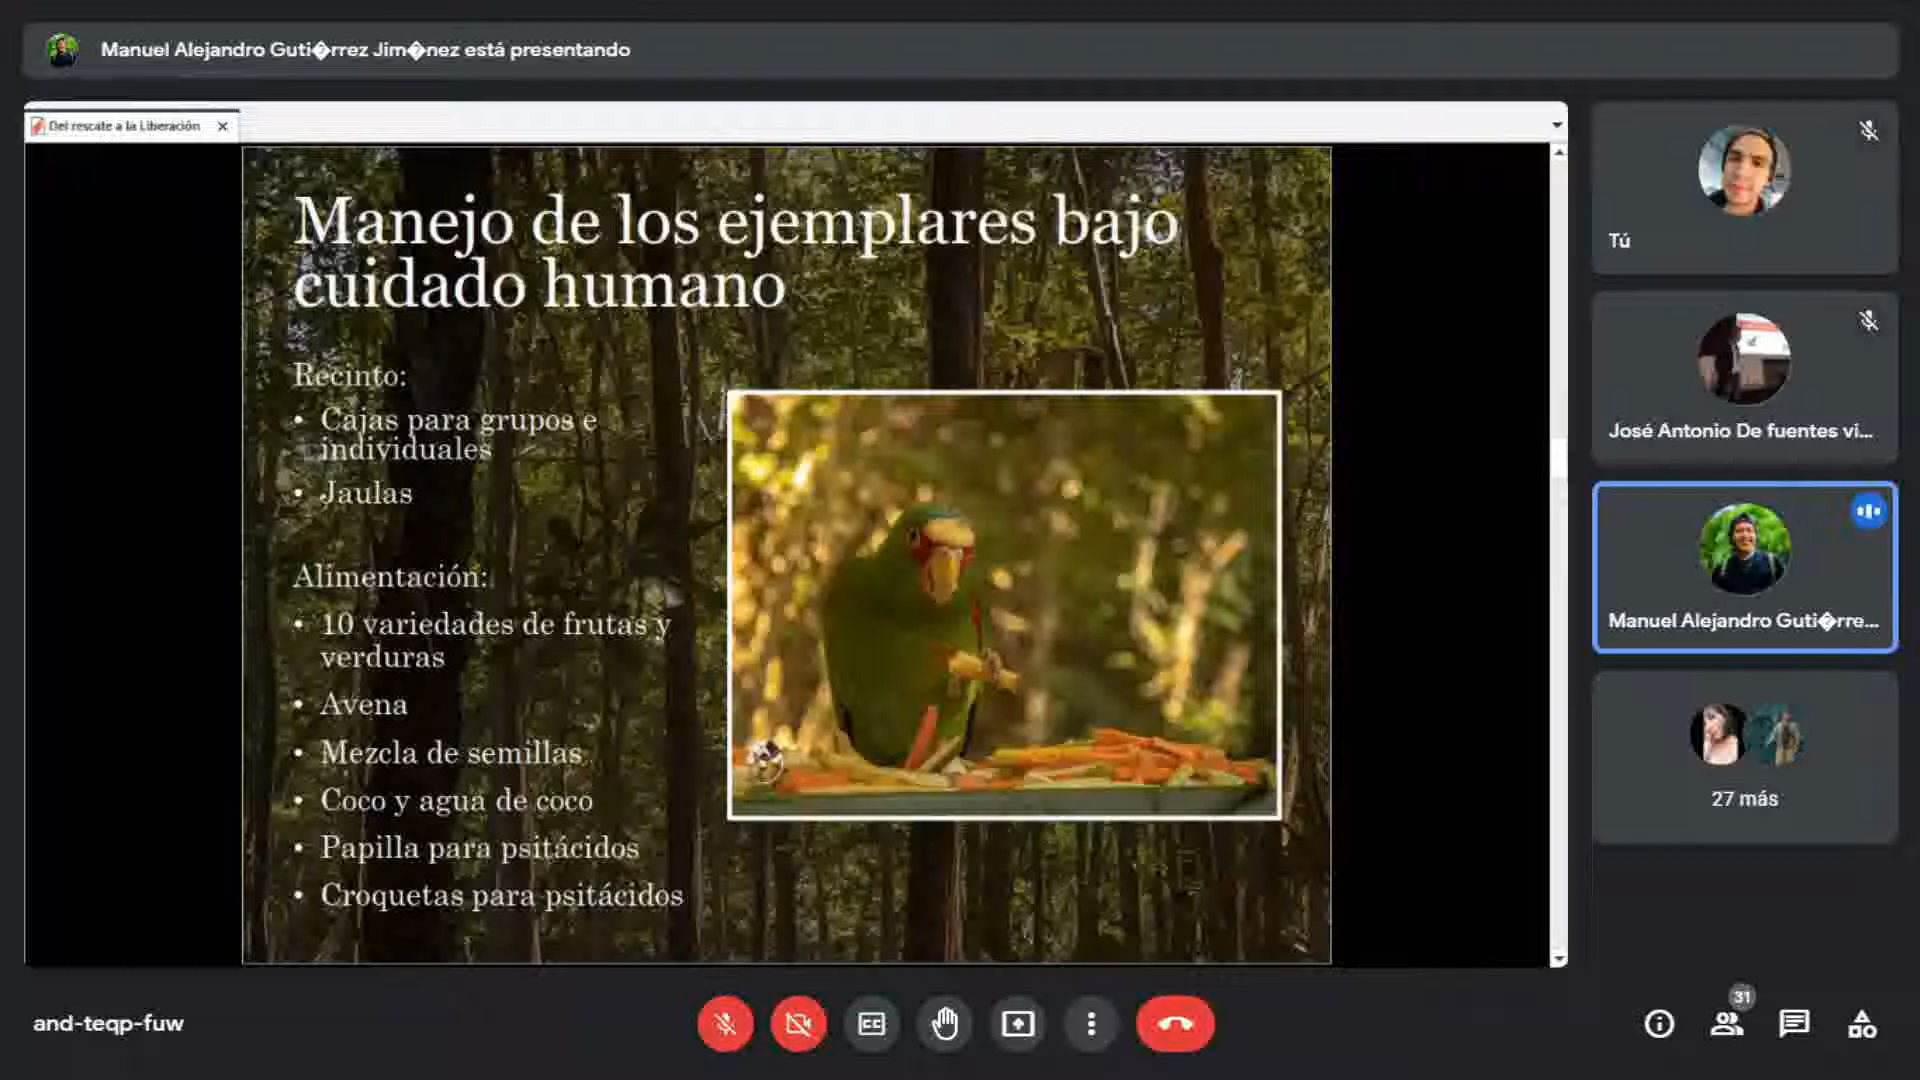 Manuel Alejandro Guti�rrez Jim�nez está presentando
Del rescate a la Liberación
Manejo de los ejemplares bajo
cuidado humano
Recinto:
• Cajas para grupos e
individuales
• Jaulas
Alimentación:
• 10 variedades de frutas y
verduras
• Avena
• Mezcla de semillas
• Coco y agua de coco
• Papilla para psitácidos
• Croquetas para psitácidos
Tú
José Antonio De fuentes vi...
Manuel Alejandro Guti�rre...
27 más
and-teqp-fuw
CC
31